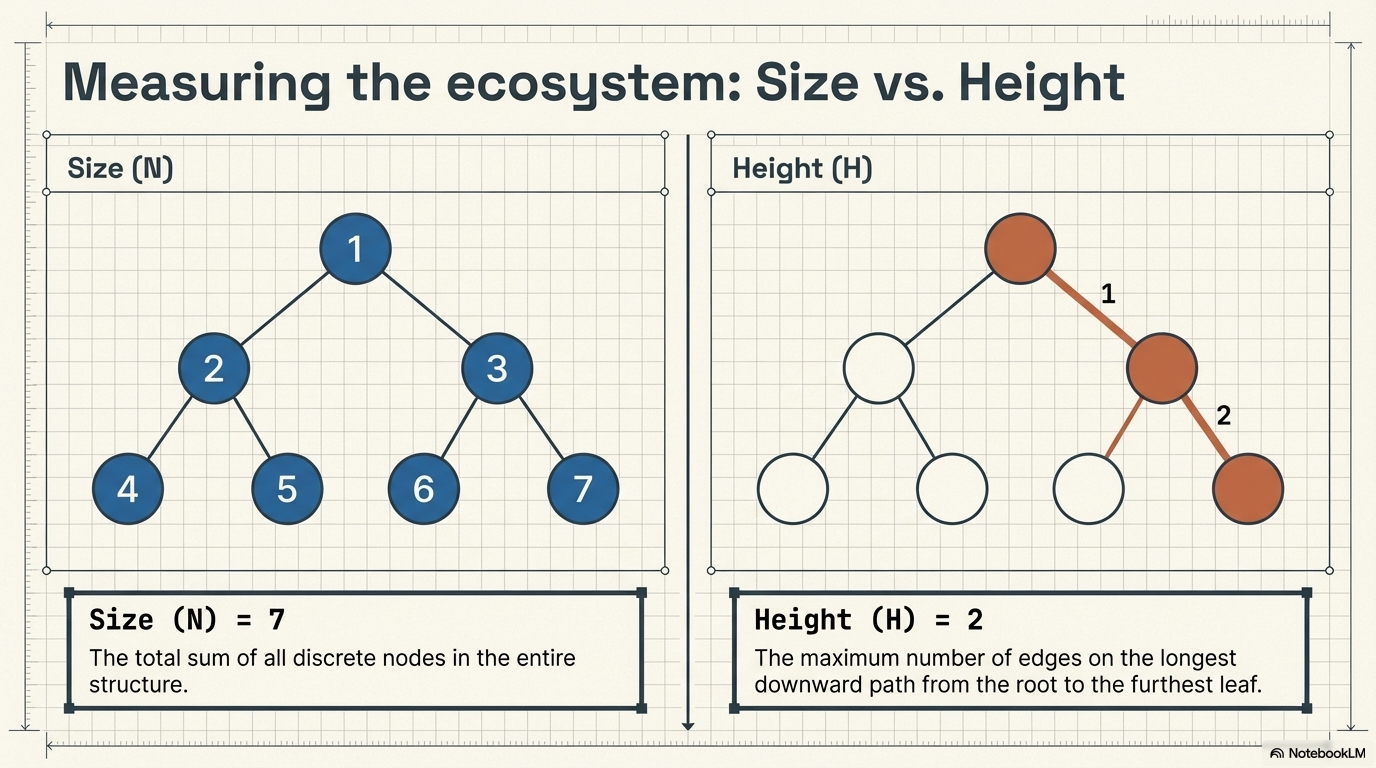 Measuring the ecosystem: Size vs. Height
Size (N)
1
2
3
4
5
6
7
Size (N) = 7
The total sum of all discrete nodes in the entire
structure.
Height (H)
1
2
Height (H) = 2
The maximum number of edges on the longest
downward path from the root to the furthest leaf.
NotebookLM